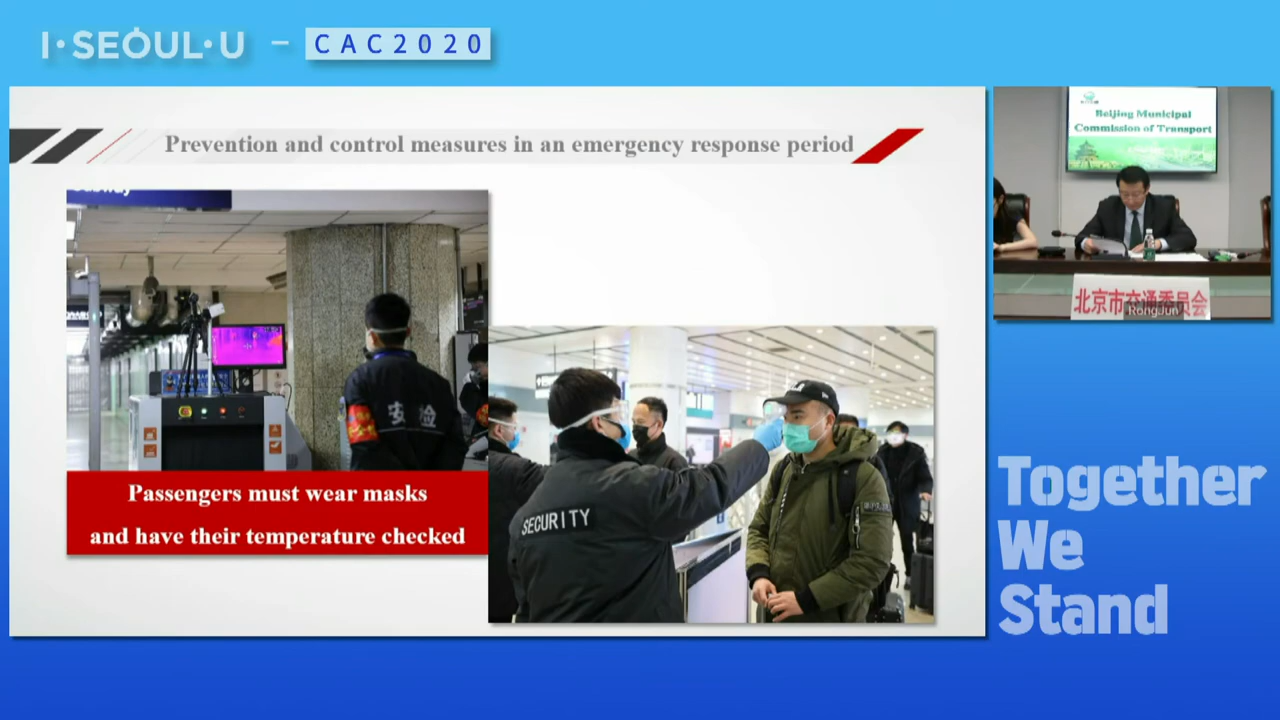 I·SEOUL·U – CAC2020
Prevention and control measures in an emergency response period
Subway
安检
Passengers must wear masks
and have their temperature checked
SECURITY
Beijing Municipal
Commission of Transport
北京市交通委员会
RongJun
Together
We
Stand